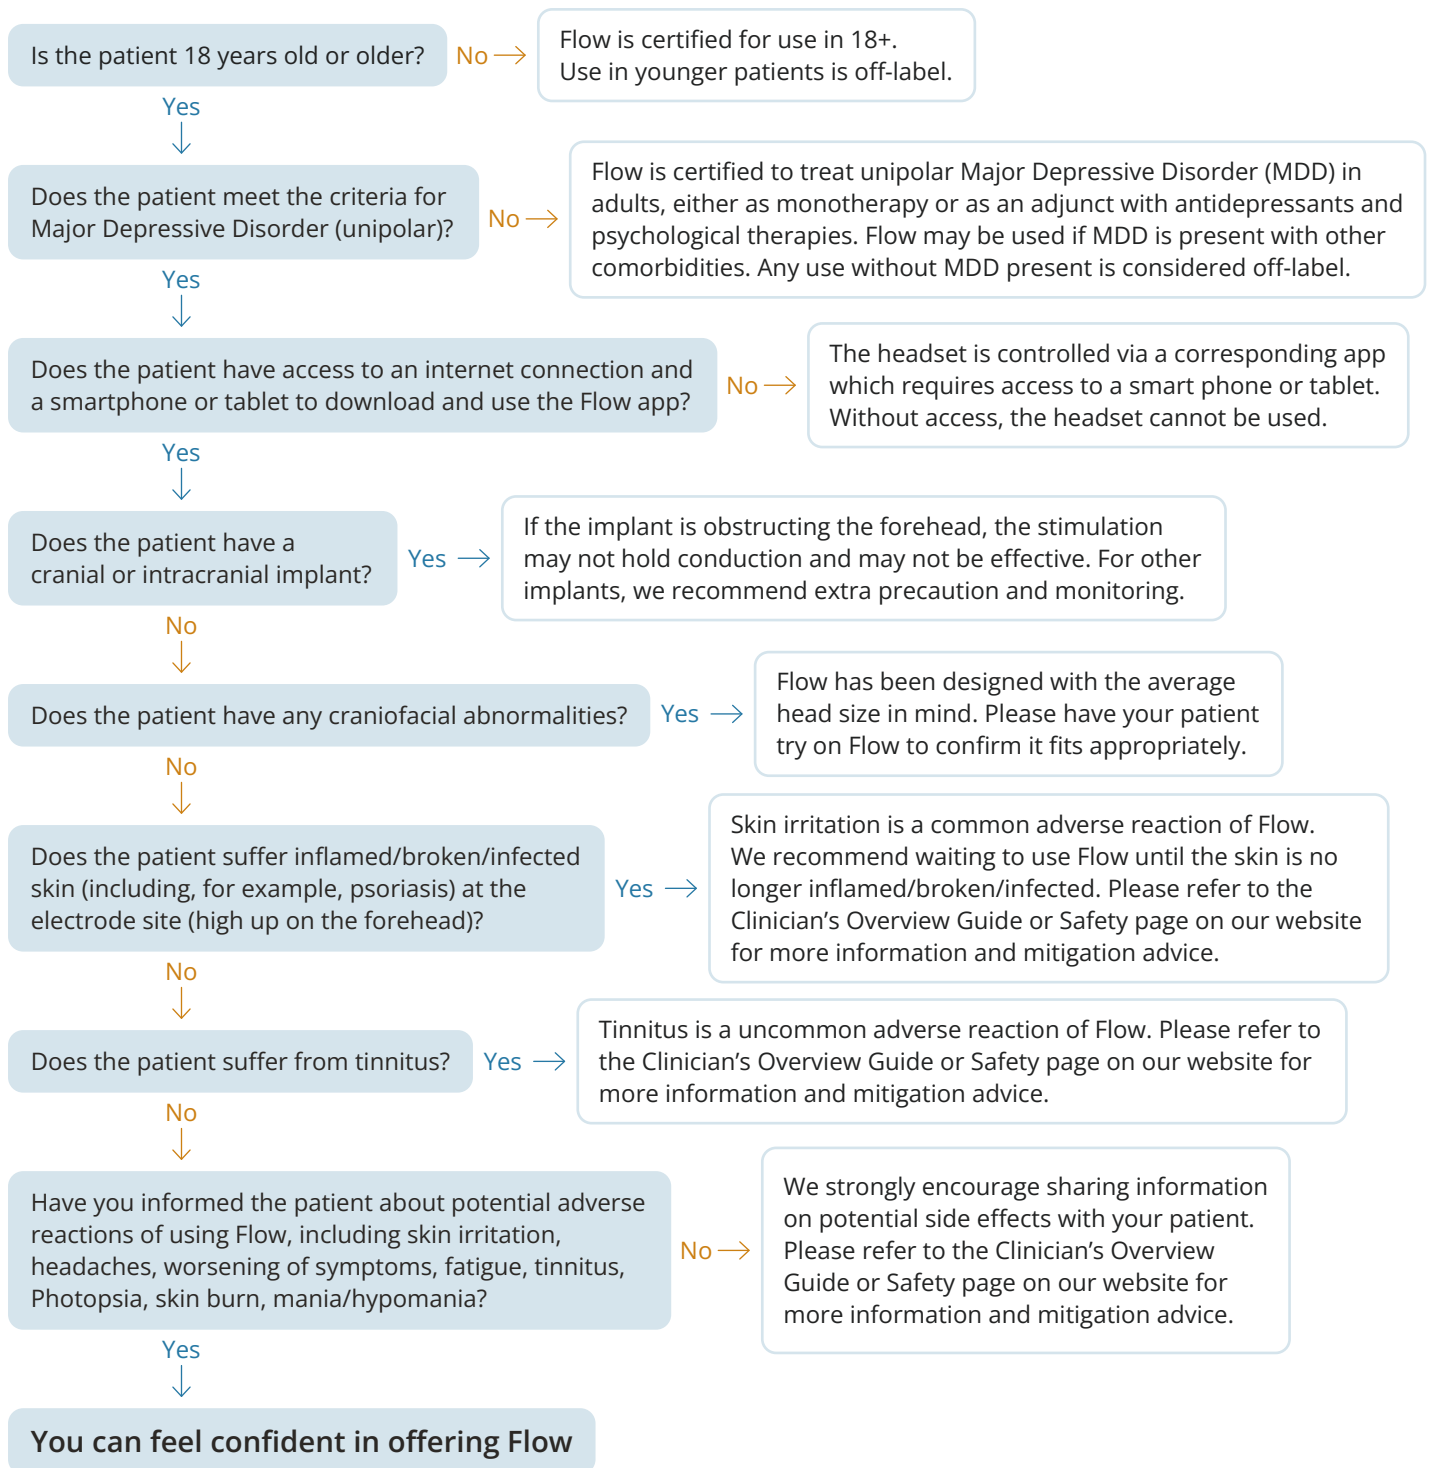 Is the patient 18 years old or older?
No
Flow is certified for use in 18+.
Use in younger patients is off-label.
Yes
Does the patient meet the criteria for
Major Depressive Disorder (unipolar)?
No
Flow is certified to treat unipolar Major Depressive Disorder (MDD) in
adults, either as monotherapy or as an adjunct with antidepressants and
psychological therapies. Flow may be used if MDD is present with other
comorbidities. Any use without MDD present is considered off-label.
Yes
Does the patient have access to an internet connection and
a smartphone or tablet to download and use the Flow app?
No
The headset is controlled via a corresponding app
which requires access to a smart phone or tablet.
Without access, the headset cannot be used.
Yes
Does the patient have a
cranial or intracranial implant?
Yes
If the implant is obstructing the forehead, the stimulation
may not hold conduction and may not be effective. For other
implants, we recommend extra precaution and monitoring.
No
Does the patient have any craniofacial abnormalities?
Yes
Flow has been designed with the average
head size in mind. Please have your patient
try on Flow to confirm it fits appropriately.
No
Does the patient suffer inflamed/broken/infected
skin (including, for example, psoriasis) at the
electrode site (high up on the forehead)?
Yes
Skin irritation is a common adverse reaction of Flow.
We recommend waiting to use Flow until the skin is no
longer inflamed/broken/infected. Please refer to the
Clinician’s Overview Guide or Safety page on our website
for more information and mitigation advice.
No
Does the patient suffer from tinnitus?
Yes
Tinnitus is a uncommon adverse reaction of Flow. Please refer to
the Clinician’s Overview Guide or Safety page on our website for
more information and mitigation advice.
No
Have you informed the patient about potential adverse
reactions of using Flow, including skin irritation,
headaches, worsening of symptoms, fatigue, tinnitus,
Photopsia, skin burn, mania/hypomania?
No
We strongly encourage sharing information
on potential side effects with your patient.
Please refer to the Clinician’s Overview
Guide or Safety page on our website for
more information and mitigation advice.
Yes
You can feel confident in offering Flow